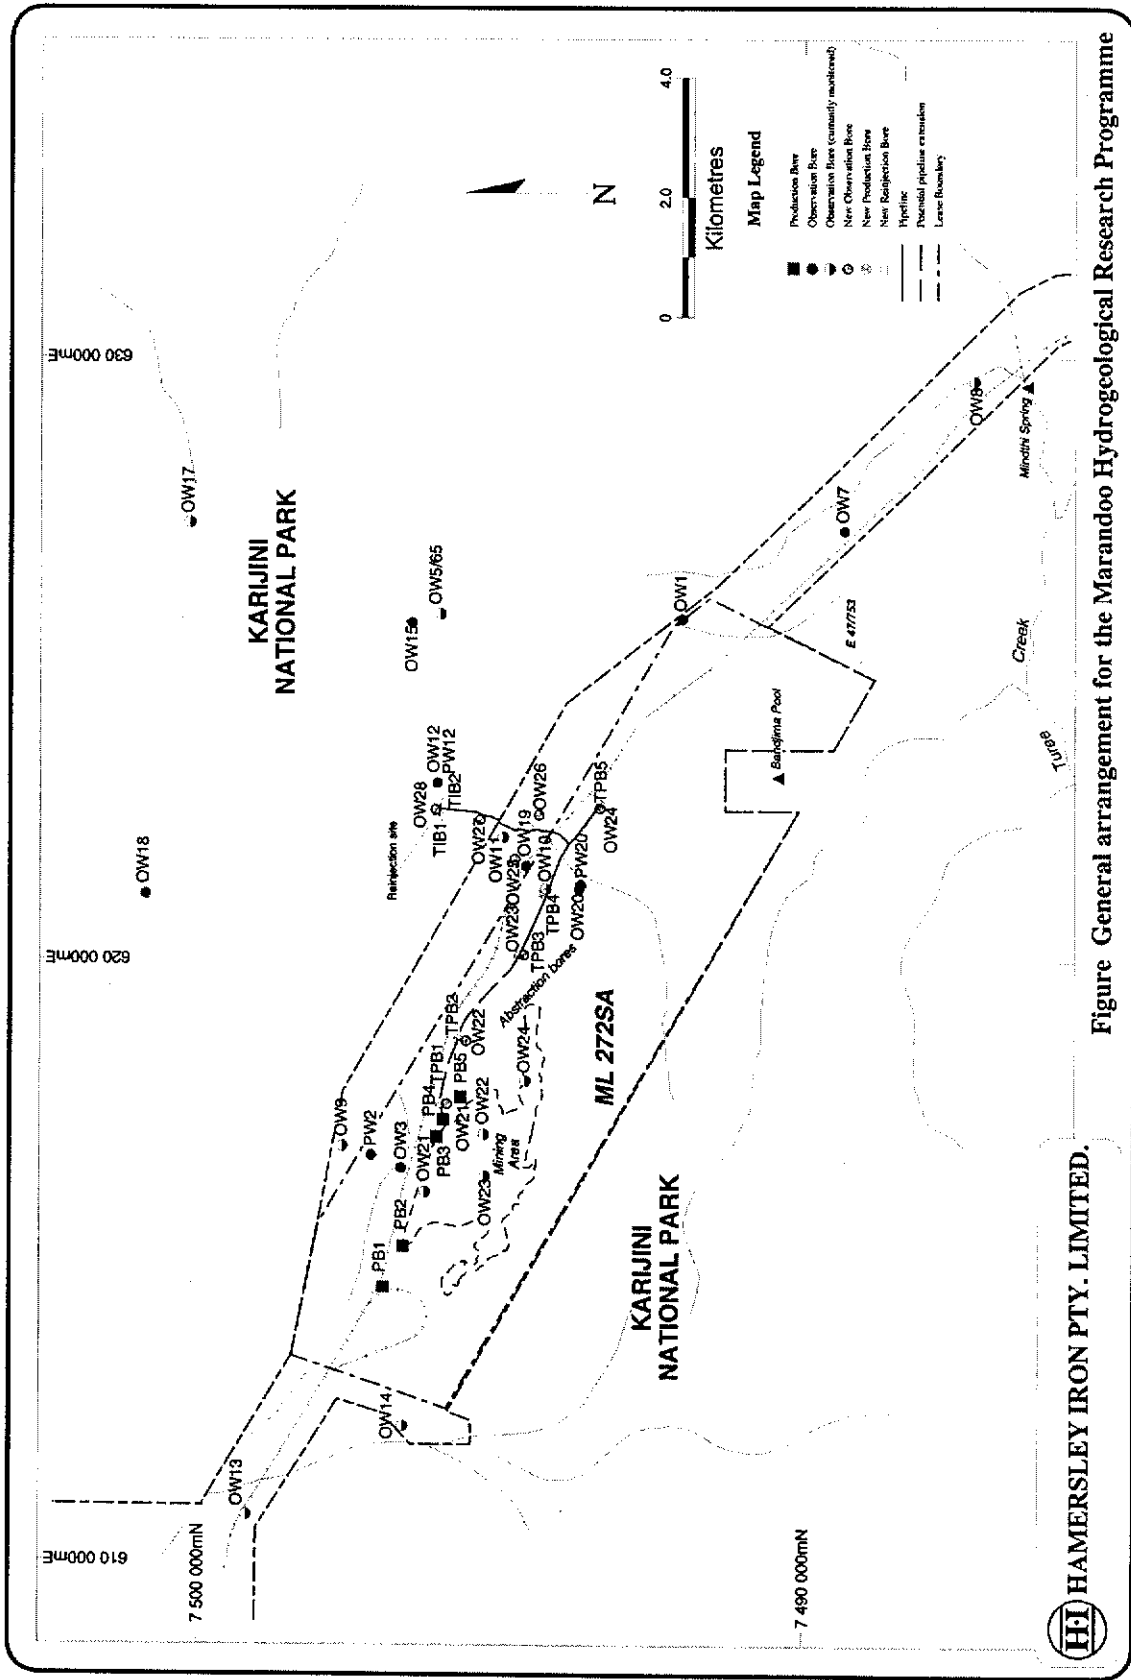 630 000mE
620 000mE
610 000mE
7 500 000mN
7 490 000mN
KARIJINI
NATIONAL PARK
OW17
OW18
OW15
OW5/65
OW28
OW12
PW12
TIB1
TIB2
Reinjection site
OW27
OW11
OW26
OW19
OW25
OW10
OW23
TPB5
OW24
PW20
OW20
TPB4
TPB3
Abstraction bores
TPB2
OW22
TPB1
PB4
PB5
OW21
PB3
OW24
OW22
Mining
Area
OW23
OW9
PW2
OW3
OW21
PB2
PB1
OW14
OW13
ML 272SA
KARIJINI
NATIONAL PARK
OW1
OW7
OW8
E 47/753
Bandjima Pool
Mindthi Spring
Turee
Creek
N
0
2.0
4.0
Kilometres
Map Legend
Production Bore
Observation Bore
Observation Bore (currently monitored)
New Observation Bore
New Production Bore
New Reinjection Bore
Pipeline
Potential pipeline extension
Lease Boundary
H·I HAMERSLEY IRON PTY. LIMITED.
Figure General arrangement for the Marandoo Hydrogeological Research Programme